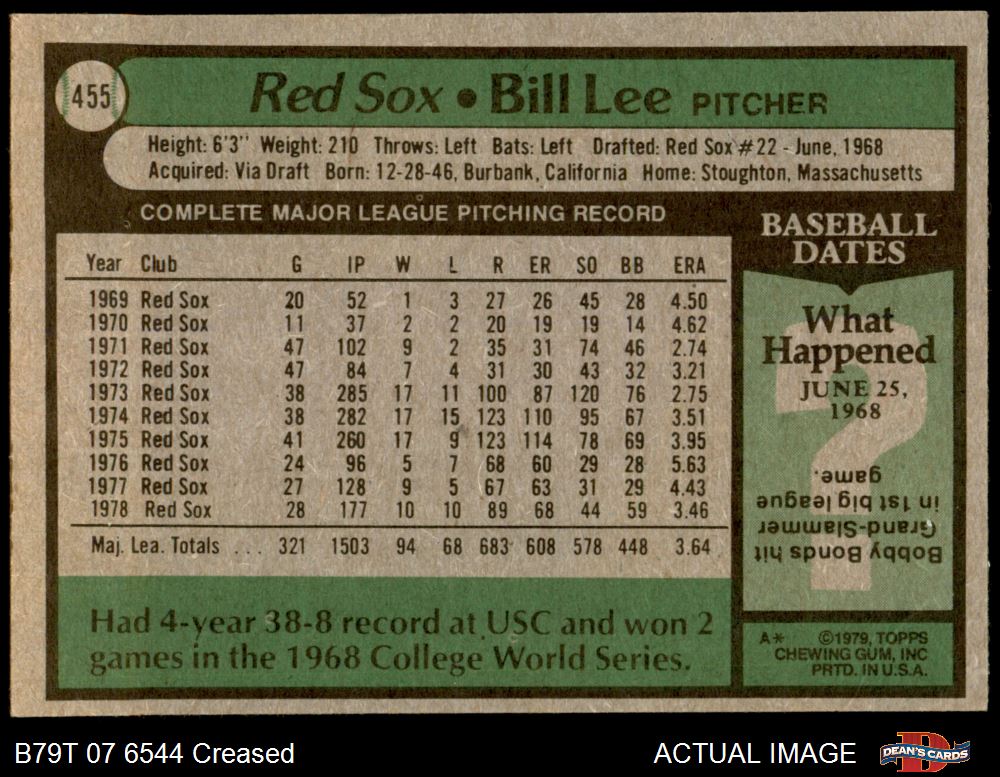 455
Red Sox • Bill Lee PITCHER
Height: 6'3" Weight: 210 Throws: Left Bats: Left Drafted: Red Sox #22 - June, 1968
Acquired: Via Draft Born: 12-28-46, Burbank, California Home: Stoughton, Massachusetts
COMPLETE MAJOR LEAGUE PITCHING RECORD
Year Club G IP W L R ER SO BB ERA
1969 Red Sox 20 52 1 3 27 26 45 28 4.50
1970 Red Sox 11 37 2 2 20 19 19 14 4.62
1971 Red Sox 47 102 9 2 35 31 74 46 2.74
1972 Red Sox 47 84 7 4 31 30 43 32 3.21
1973 Red Sox 38 285 17 11 100 87 120 76 2.75
1974 Red Sox 38 282 17 15 123 110 95 67 3.51
1975 Red Sox 41 260 17 9 123 114 78 69 3.95
1976 Red Sox 24 96 5 7 68 60 29 28 5.63
1977 Red Sox 27 128 9 5 67 63 31 29 4.43
1978 Red Sox 28 177 10 10 89 68 44 59 3.46
Maj. Lea. Totals ... 321 1503 94 68 683 608 578 448 3.64
Had 4-year 38-8 record at USC and won 2
games in the 1968 College World Series.
BASEBALL
DATES
What
Happened
JUNE 25,
1968
?
Bobby Bonds hit
Grand-Slammer
in 1st big league
game.
A* ©1979, TOPPS
CHEWING GUM, INC
PRTD. IN U.S.A.
B79T 07 6544 Creased
ACTUAL IMAGE
DEAN'S CARDS